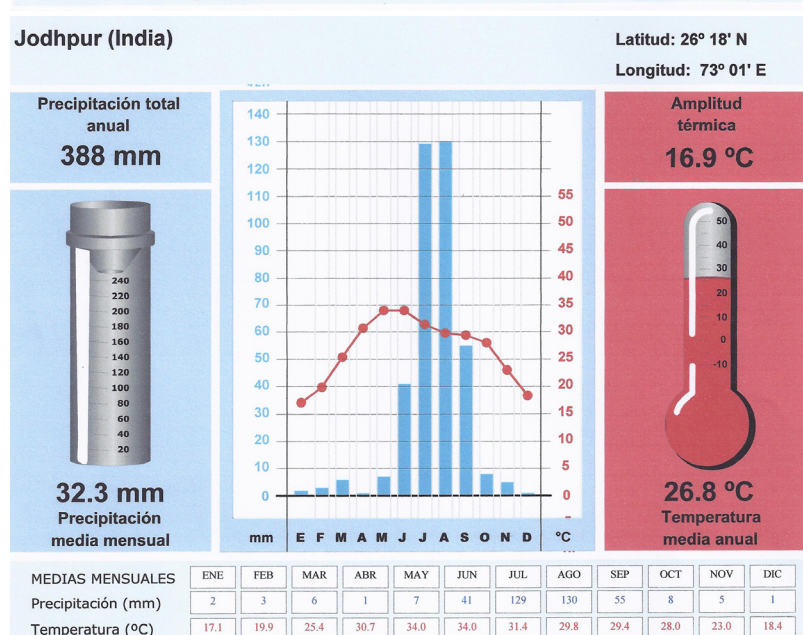 Jodhpur (India)
Latitud: 26º 18' N
Longitud: 73º 01' E
Precipitación total
anual
388 mm
240
220
200
180
160
140
120
100
80
60
40
20
32.3 mm
Precipitación
media mensual
140
130
120
110
100
90
80
70
60
50
40
30
20
10
0
55
50
45
40
35
30
25
20
15
10
5
0
mm E F M A M J J A S O N D ºC
Amplitud
térmica
16.9 ºC
50
40
30
20
10
0
-10
26.8 ºC
Temperatura
media anual
MEDIAS MENSUALES ENE FEB MAR ABR MAY JUN JUL AGO SEP OCT NOV DIC
Precipitación (mm) 2 3 6 1 7 41 129 130 55 8 5 1
Temperatura (ºC) 17.1 19.9 25.4 30.7 34.0 34.0 31.4 29.8 29.4 28.0 23.0 18.4